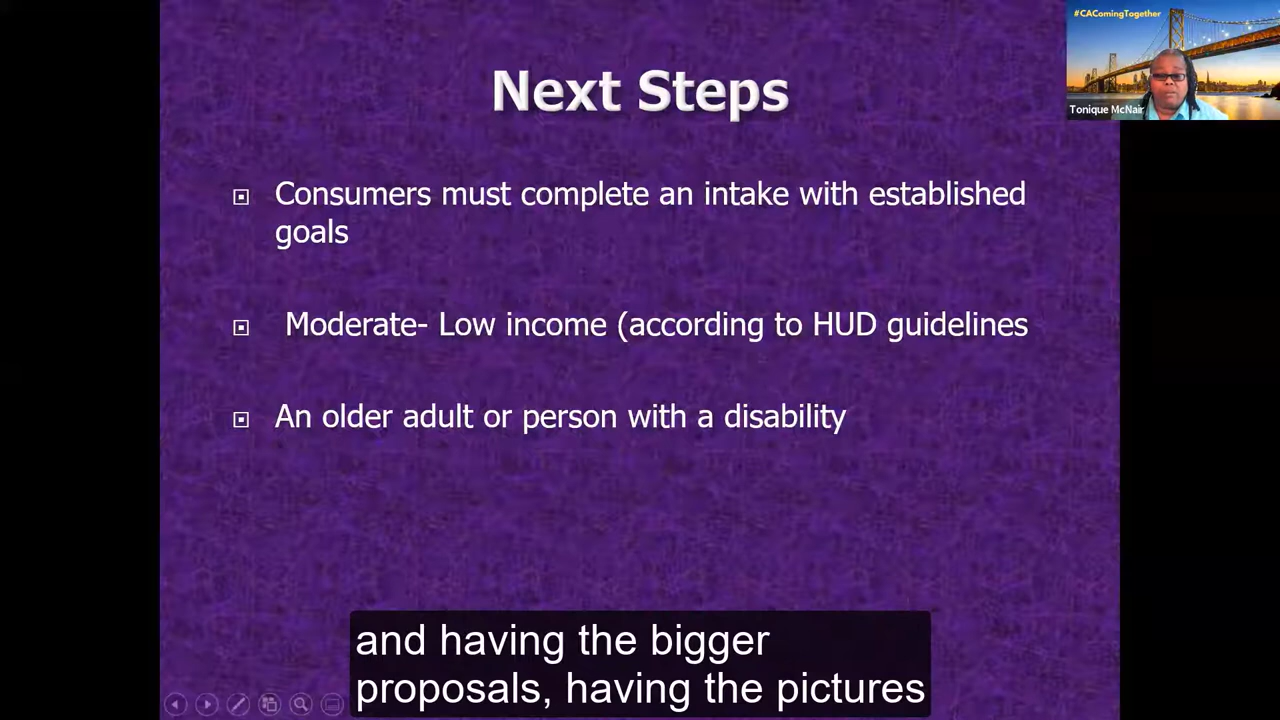 #CAComingTogether
Tonique McNair
Next Steps
Consumers must complete an intake with established
goals
Moderate- Low income (according to HUD guidelines
An older adult or person with a disability
and having the bigger
proposals, having the pictures